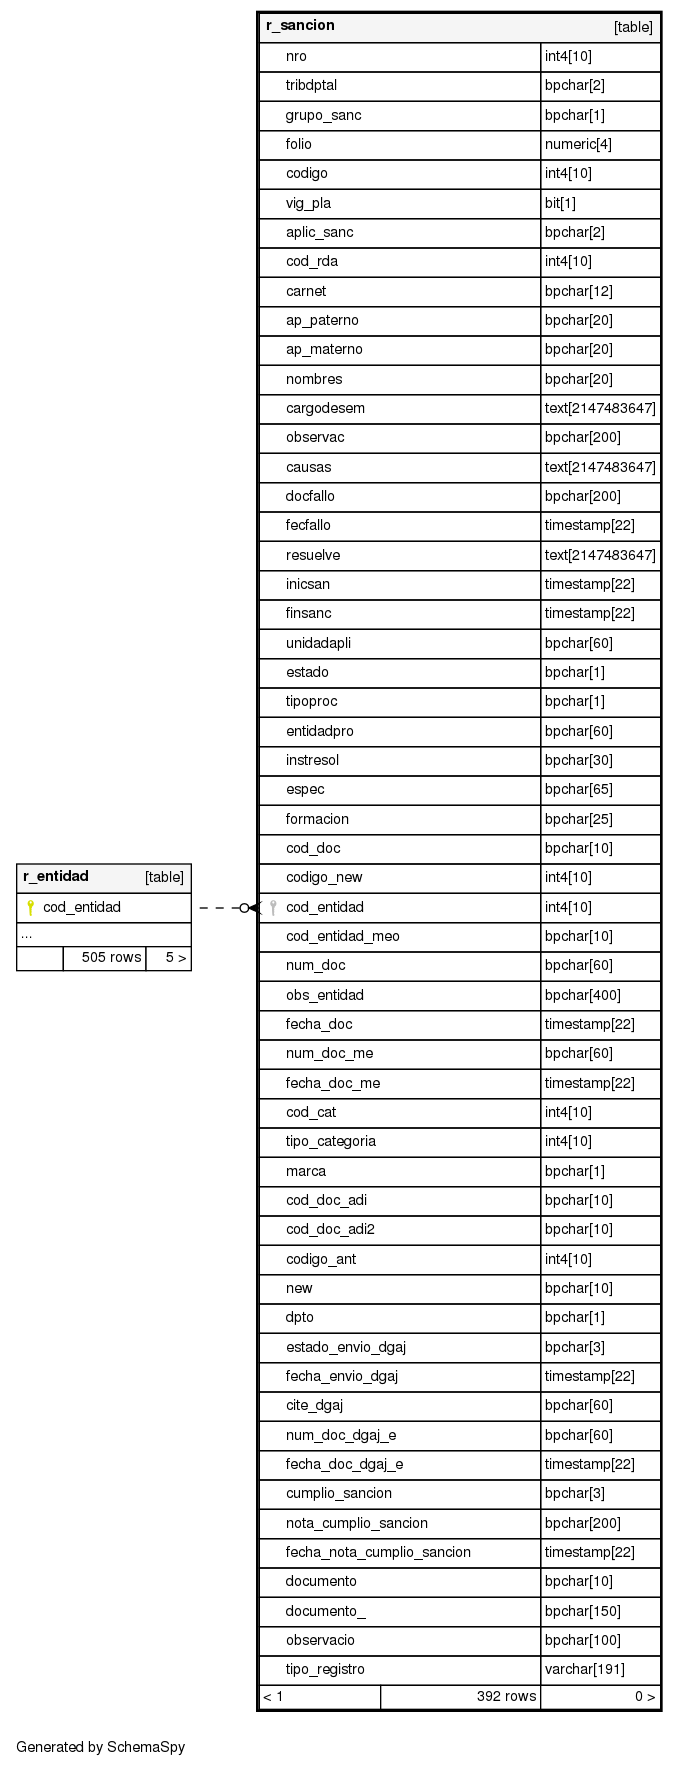 r_sancion [table]
nro int4[10]
tribdptal bpchar[2]
grupo_sanc bpchar[1]
folio numeric[4]
codigo int4[10]
vig_pla bit[1]
aplic_sanc bpchar[2]
cod_rda int4[10]
carnet bpchar[12]
ap_paterno bpchar[20]
ap_materno bpchar[20]
nombres bpchar[20]
cargodesem text[2147483647]
observac bpchar[200]
causas text[2147483647]
docfallo bpchar[200]
fecfallo timestamp[22]
resuelve text[2147483647]
inicsan timestamp[22]
finsanc timestamp[22]
unidadapli bpchar[60]
estado bpchar[1]
tipoproc bpchar[1]
entidadpro bpchar[60]
instresol bpchar[30]
espec bpchar[65]
formacion bpchar[25]
cod_doc bpchar[10]
codigo_new int4[10]
cod_entidad int4[10]
cod_entidad_meo bpchar[10]
num_doc bpchar[60]
obs_entidad bpchar[400]
fecha_doc timestamp[22]
num_doc_me bpchar[60]
fecha_doc_me timestamp[22]
cod_cat int4[10]
tipo_categoria int4[10]
marca bpchar[1]
cod_doc_adi bpchar[10]
cod_doc_adi2 bpchar[10]
codigo_ant int4[10]
new bpchar[10]
dpto bpchar[1]
estado_envio_dgaj bpchar[3]
fecha_envio_dgaj timestamp[22]
cite_dgaj bpchar[60]
num_doc_dgaj_e bpchar[60]
fecha_doc_dgaj_e timestamp[22]
cumplio_sancion bpchar[3]
nota_cumplio_sancion bpchar[200]
fecha_nota_cumplio_sancion timestamp[22]
documento bpchar[10]
documento_ bpchar[150]
observacio bpchar[100]
tipo_registro varchar[191]
< 1 392 rows 0 >
r_entidad [table]
cod_entidad
...
505 rows 5 >
Generated by SchemaSpy